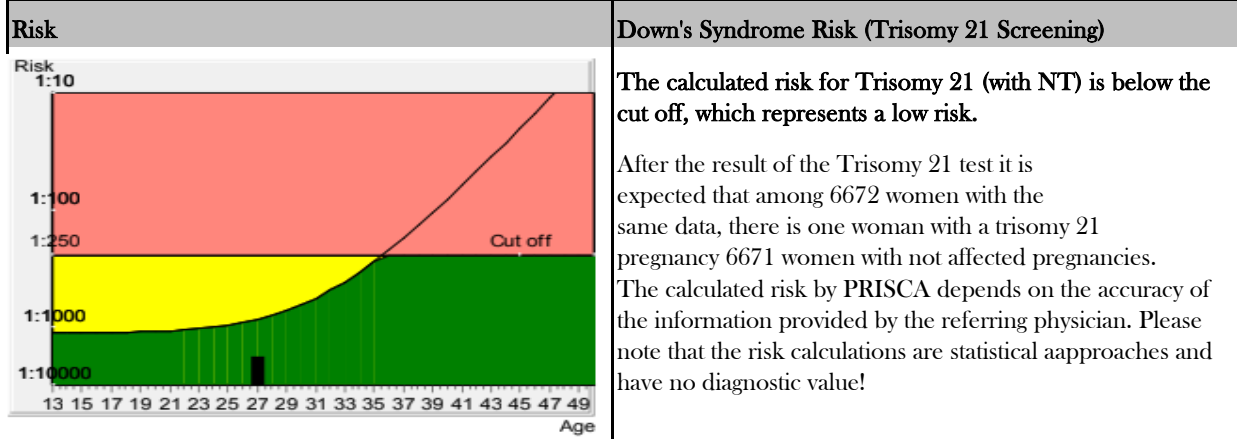 Risk
Down's Syndrome Risk (Trisomy 21 Screening)
Risk
1:10
1:100
1:250
Cut off
1:1000
1:10000
13 15 17 19 21 23 25 27 29 31 33 35 37 39 41 43 45 47 49
Age
The calculated risk for Trisomy 21 (with NT) is below the
cut off, which represents a low risk.
After the result of the Trisomy 21 test it is
expected that among 6672 women with the
same data, there is one woman with a trisomy 21
pregnancy 6671 women with not affected pregnancies.
The calculated risk by PRISCA depends on the accuracy of
the information provided by the referring physician. Please
note that the risk calculations are statistical aapproaches and
have no diagnostic value!